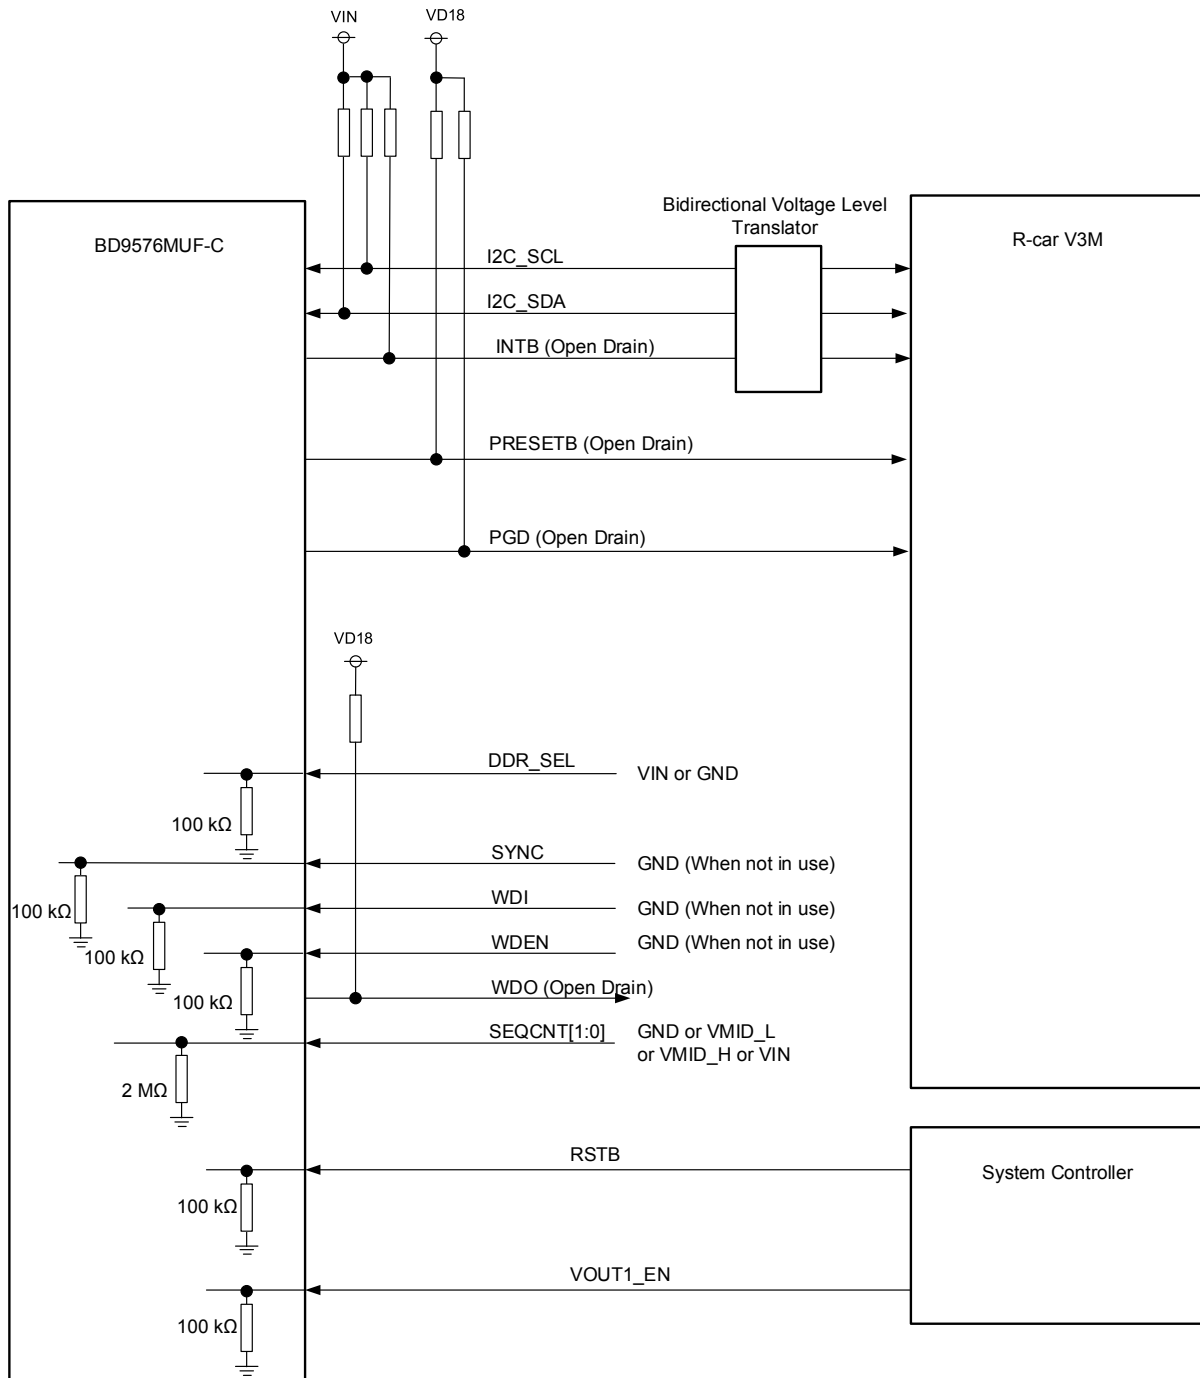 VIN
VD18
Bidirectional Voltage Level
Translator
BD9576MUF-C
R-car V3M
I2C_SCL
I2C_SDA
INTB (Open Drain)
PRESETB (Open Drain)
PGD (Open Drain)
VD18
DDR_SEL
VIN or GND
100 kΩ
SYNC
GND (When not in use)
100 kΩ
WDI
GND (When not in use)
100 kΩ
WDEN
GND (When not in use)
100 kΩ
WDO (Open Drain)
SEQCNT[1:0]
GND or VMID_L
or VMID_H or VIN
2 MΩ
RSTB
System Controller
100 kΩ
VOUT1_EN
100 kΩ